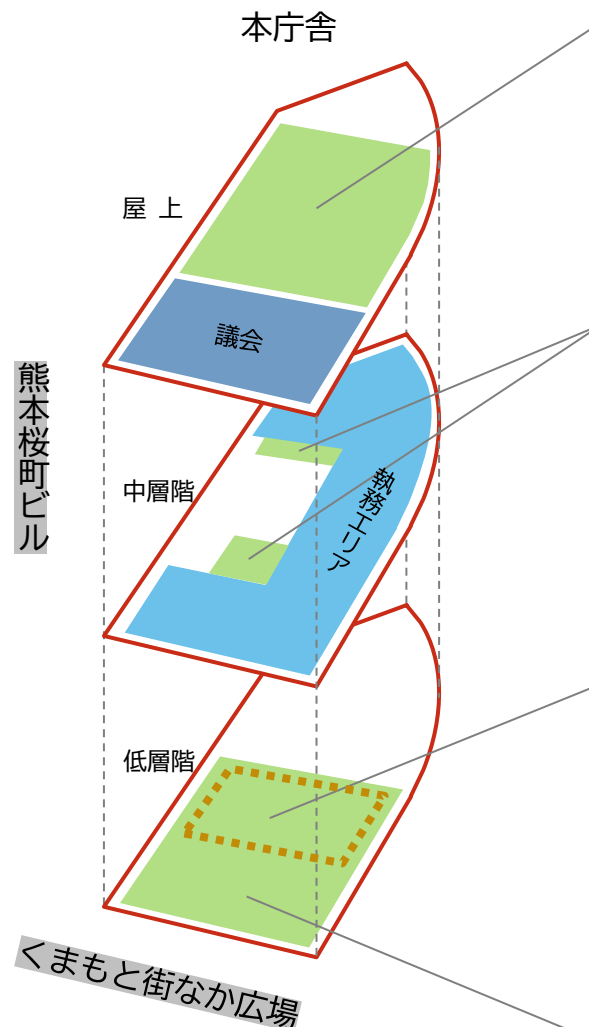 本庁舎
屋 上
議会
熊本桜町ビル
中層階
執務エリア
低層階
くまもと街なか広場